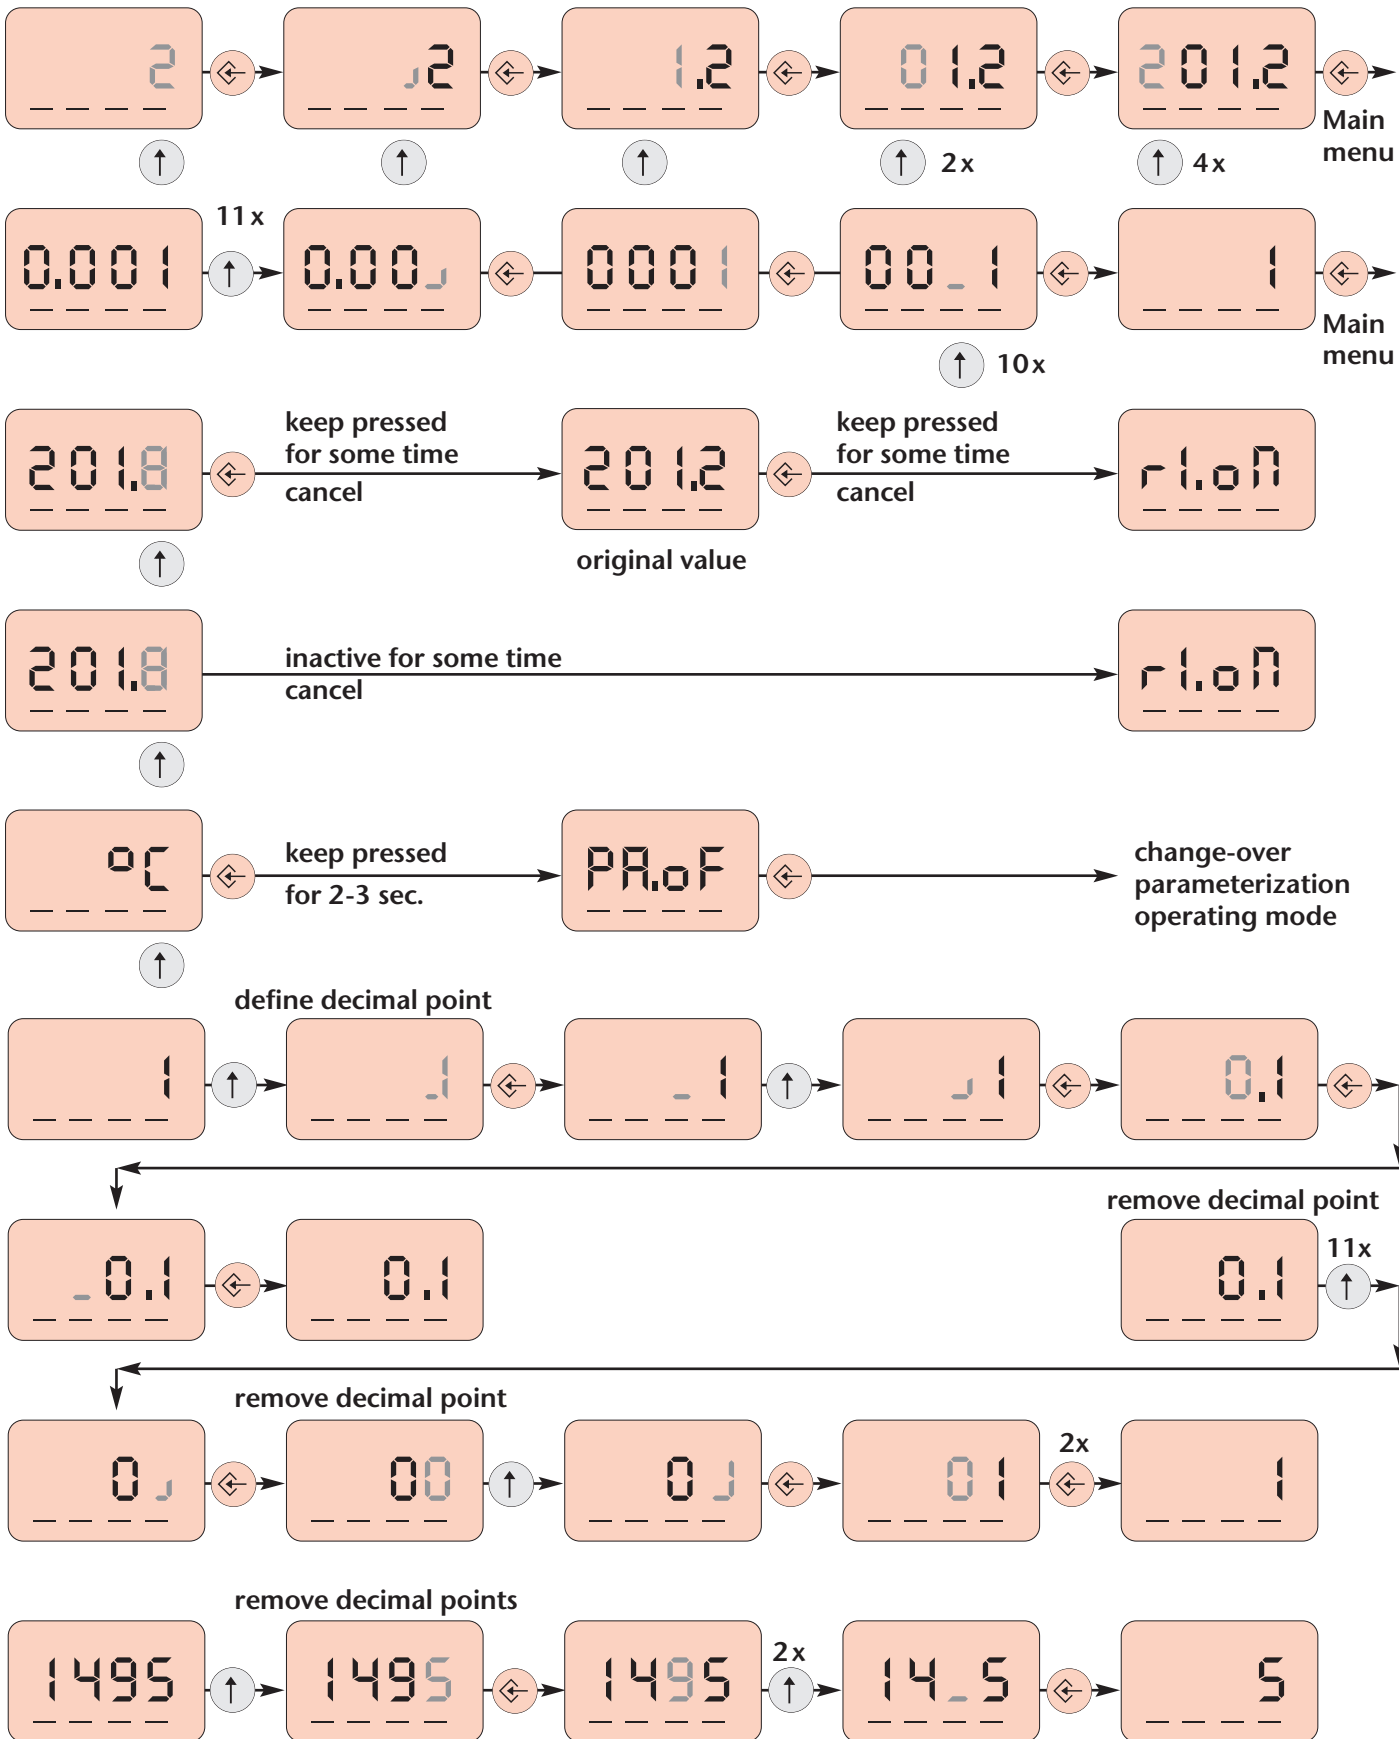 2 2 1.2 01.2 201.2
Main
menu
2x 4x
11x
0.001 0.00 0001 00_1 1
Main
menu
10x
keep pressed
for some time
cancel
keep pressed
for some time
cancel
201.8 201.2 r1.on
original value
201.8 r1.on
inactive for some time
cancel
°C PA.oF
keep pressed
for 2-3 sec.
change-over
parameterization
operating mode
define decimal point
1 .1 _1 1 0.1
remove decimal point
11x
_0.1 0.1 0.1
remove decimal point
2x
0 00 0 01 1
remove decimal points
2x
1495 1495 1495 14_5 5